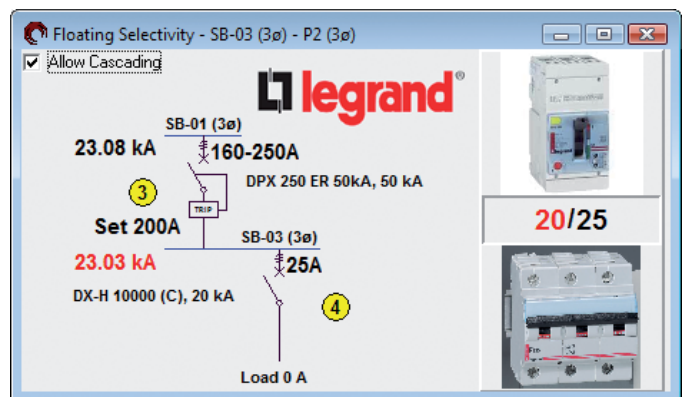 Floating Selectivity - SB-03 (3ø) - P2 (3ø)
Allow Cascading
legrand®
SB-01 (3ø)
23.08 kA
160-250A
DPX 250 ER 50kA, 50 kA
3
TRIP
Set 200A
SB-03 (3ø)
23.03 kA
25A
DX-H 10000 (C), 20 kA
4
Load 0 A
20/25